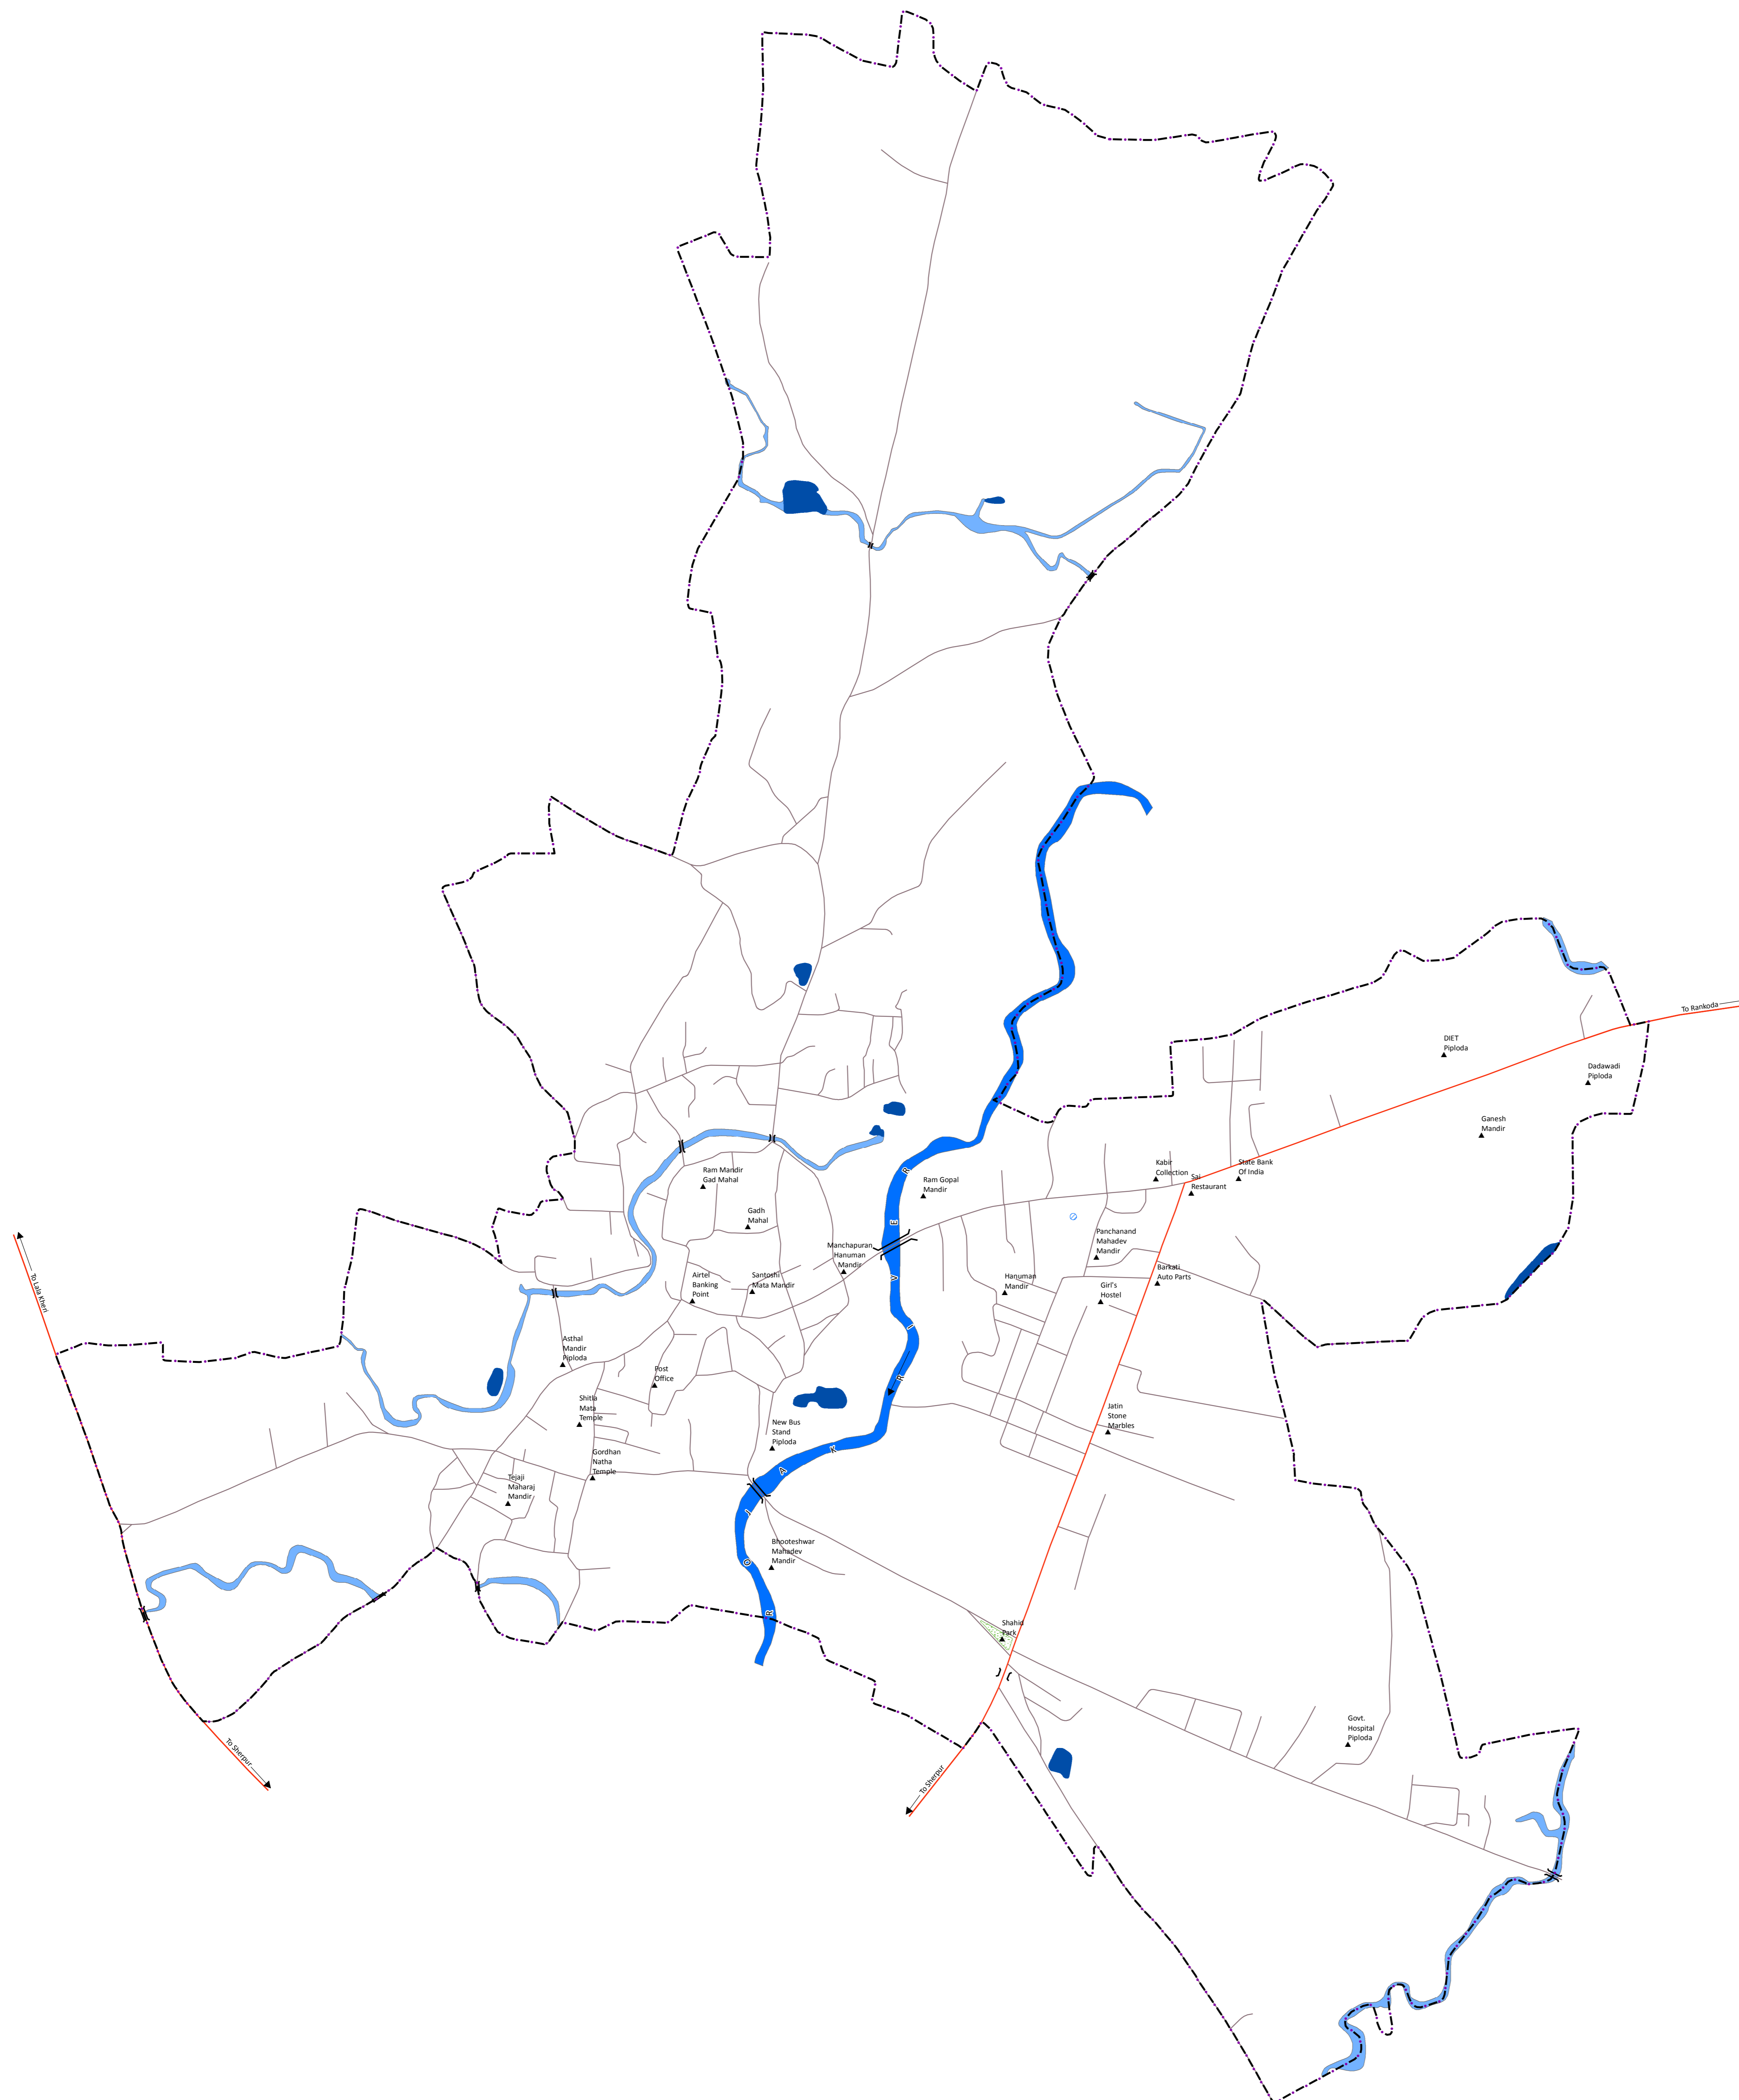 To Rankoda
DIET
Piploda
Dadawadi
Piploda
Ganesh
Mandir
Kabir
Collection
State Bank
Of India
Sai
Restaurant
Ram Mandir
Gad Mahal
Ram Gopal
Mandir
Gadh
Mahal
Panchanand
Mahadev
Mandir
Manchapuran
Hanuman
Mandir
Barkati
Auto Parts
Airtel
Banking
Point
Santoshi
Mata Mandir
Hanuman
Mandir
Girl's
Hostel
To Lala Kheri
Asthal
Mandir
Piploda
Post
Office
Shitla
Mata
Temple
Jatin
Stone
Marbles
New Bus
Stand
Piploda
Gordhan
Natha
Temple
Tejaji
Maharaj
Mandir
ROJAK RIVER
Bhooteshwar
Mahadev
Mandir
Shahid
Park
Govt.
Hospital
Piploda
To Sherpur
To Sherpur